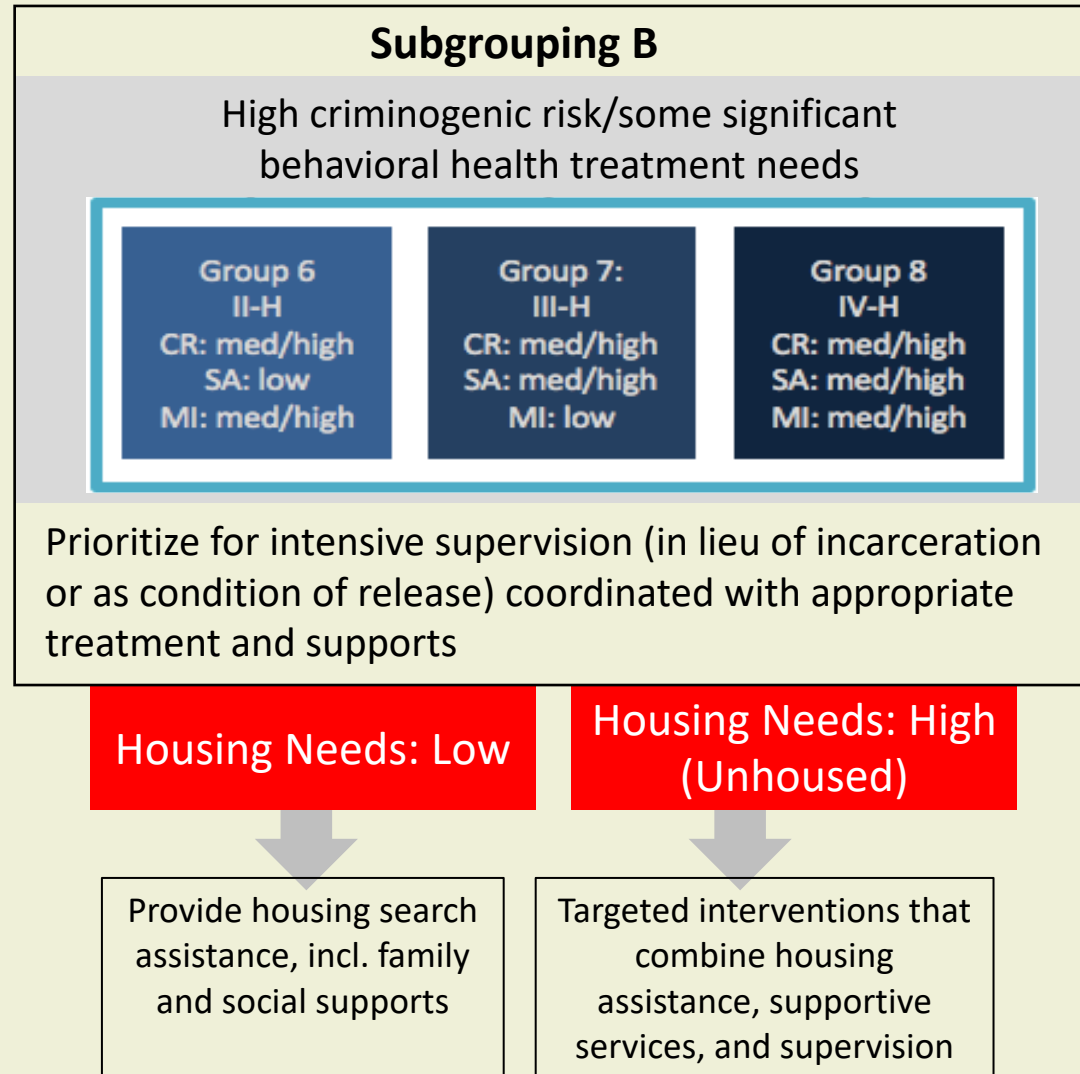 Subgrouping B
High criminogenic risk/some significant
behavioral health treatment needs
Group 6
II-H
CR: med/high
SA: low
MI: med/high
Group 7:
III-H
CR: med/high
SA: med/high
MI: low
Group 8
IV-H
CR: med/high
SA: med/high
MI: med/high
Prioritize for intensive supervision (in lieu of incarceration
or as condition of release) coordinated with appropriate
treatment and supports
Housing Needs: Low
Housing Needs: High
(Unhoused)
Provide housing search
assistance, incl. family
and social supports
Targeted interventions that
combine housing
assistance, supportive
services, and supervision